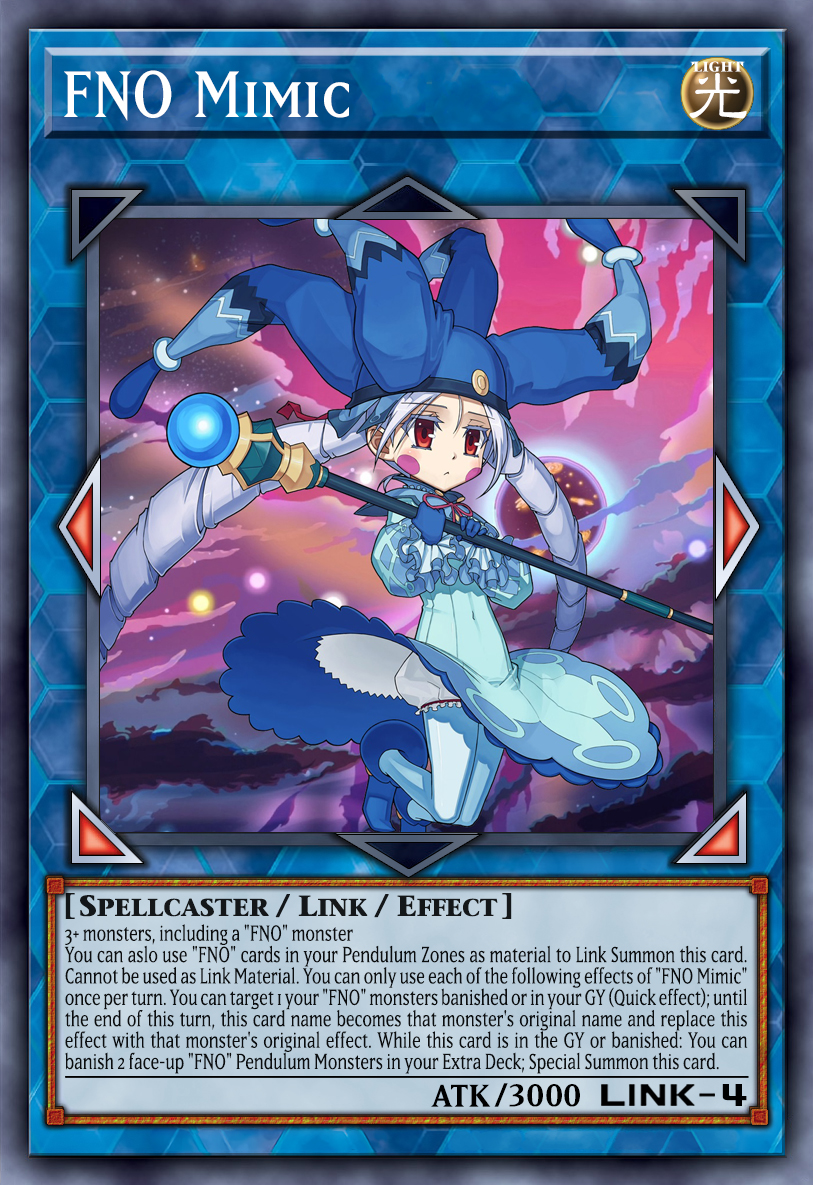 FNO Mimic
LIGHT
光
[ Spellcaster / Link / Effect ]
3+ monsters, including a "FNO" monster
You can aslo use "FNO" cards in your Pendulum Zones as material to Link Summon this card.
Cannot be used as Link Material. You can only use each of the following effects of "FNO Mimic"
once per turn. You can target 1 your "FNO" monsters banished or in your GY (Quick effect); until
the end of this turn, this card name becomes that monster's original name and replace this
effect with that monster's original effect. While this card is in the GY or banished: You can
banish 2 face-up "FNO" Pendulum Monsters in your Extra Deck; Special Summon this card.
ATK/3000 LINK-4